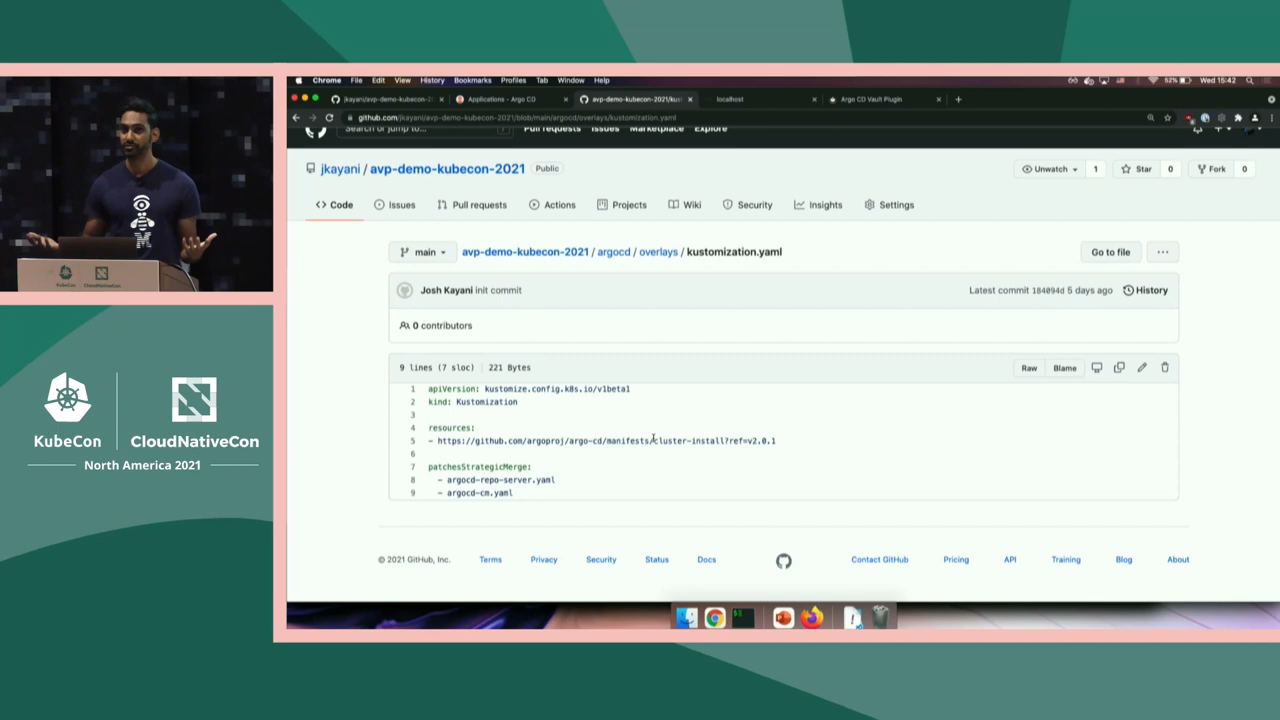 Chrome File Edit View History Bookmarks Profiles Tab Window Help
52% Wed 15:42
jkayani/avp-demo-kubecon-2
Applications - Argo CD
avp-demo-kubecon-2021/kus
localhost
Argo CD Vault Plugin
github.com/jkayani/avp-demo-kubecon-2021/blob/main/argocd/overlays/kustomization.yaml
Search or jump to...
Pull requests Issues Marketplace Explore
jkayani / avp-demo-kubecon-2021 Public
Unwatch 1 Star 0 Fork 0
Code Issues Pull requests Actions Projects Wiki Security Insights Settings
main avp-demo-kubecon-2021 / argocd / overlays / kustomization.yaml Go to file ...
Josh Kayani init commit Latest commit 184094d 5 days ago History
0 contributors
9 lines (7 sloc) 221 Bytes Raw Blame
1 apiVersion: kustomize.config.k8s.io/v1beta1
2 kind: Kustomization
3
4 resources:
5 - https://github.com/argoproj/argo-cd/manifests/cluster-install?ref=v2.0.1
6
7 patchesStrategicMerge:
8 - argocd-repo-server.yaml
9 - argocd-cm.yaml
© 2021 GitHub, Inc. Terms Privacy Security Status Docs Contact GitHub Pricing API Training Blog About
KubeCon CloudNativeCon
KubeCon CloudNativeCon
North America 2021